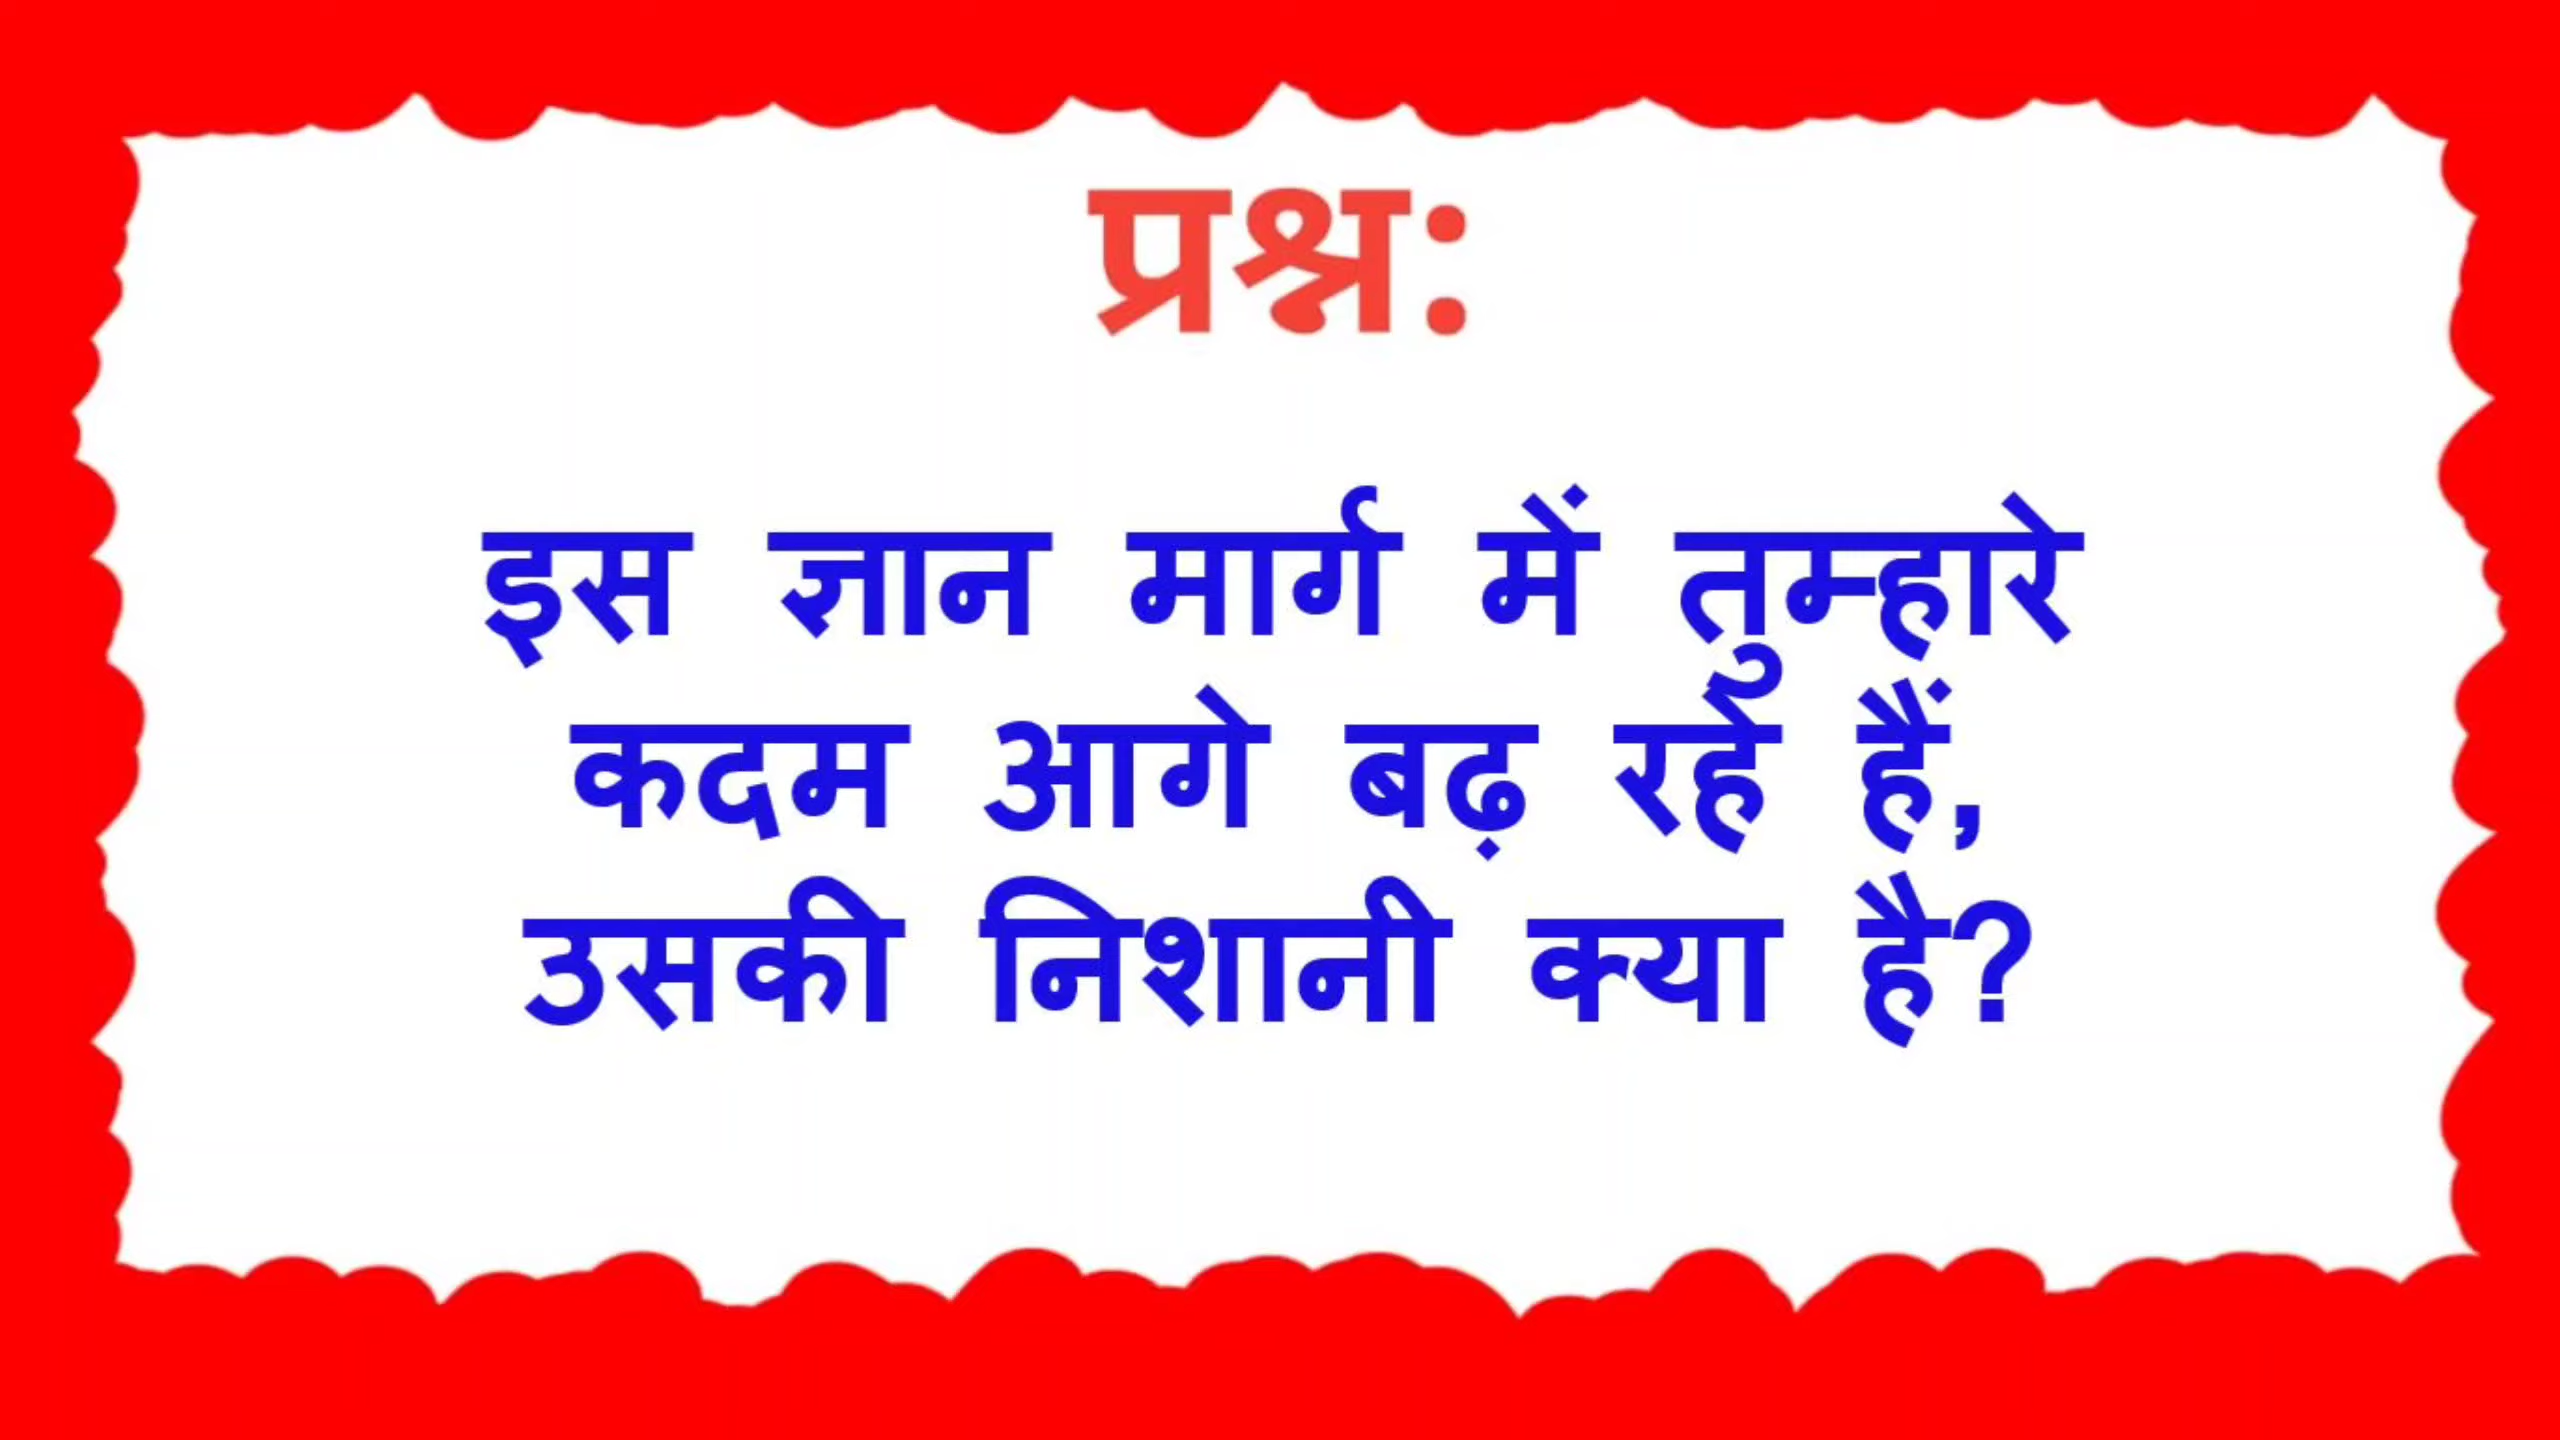 प्रश्न:
इस ज्ञान मार्ग में तुम्हारे
कदम आगे बढ़ रहे हैं,
उसकी निशानी क्या है?